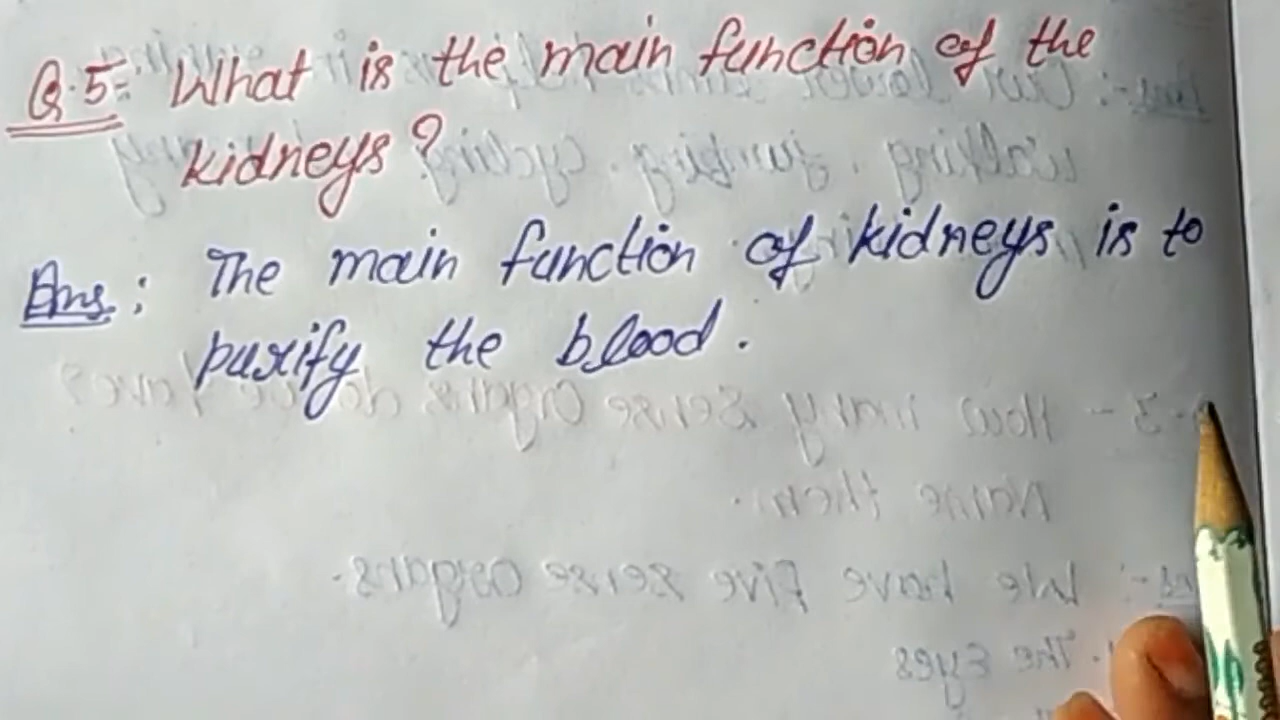 Q.5= What is the main function of the
kidneys?
Ans: The main function of kidneys is to
purify the blood.